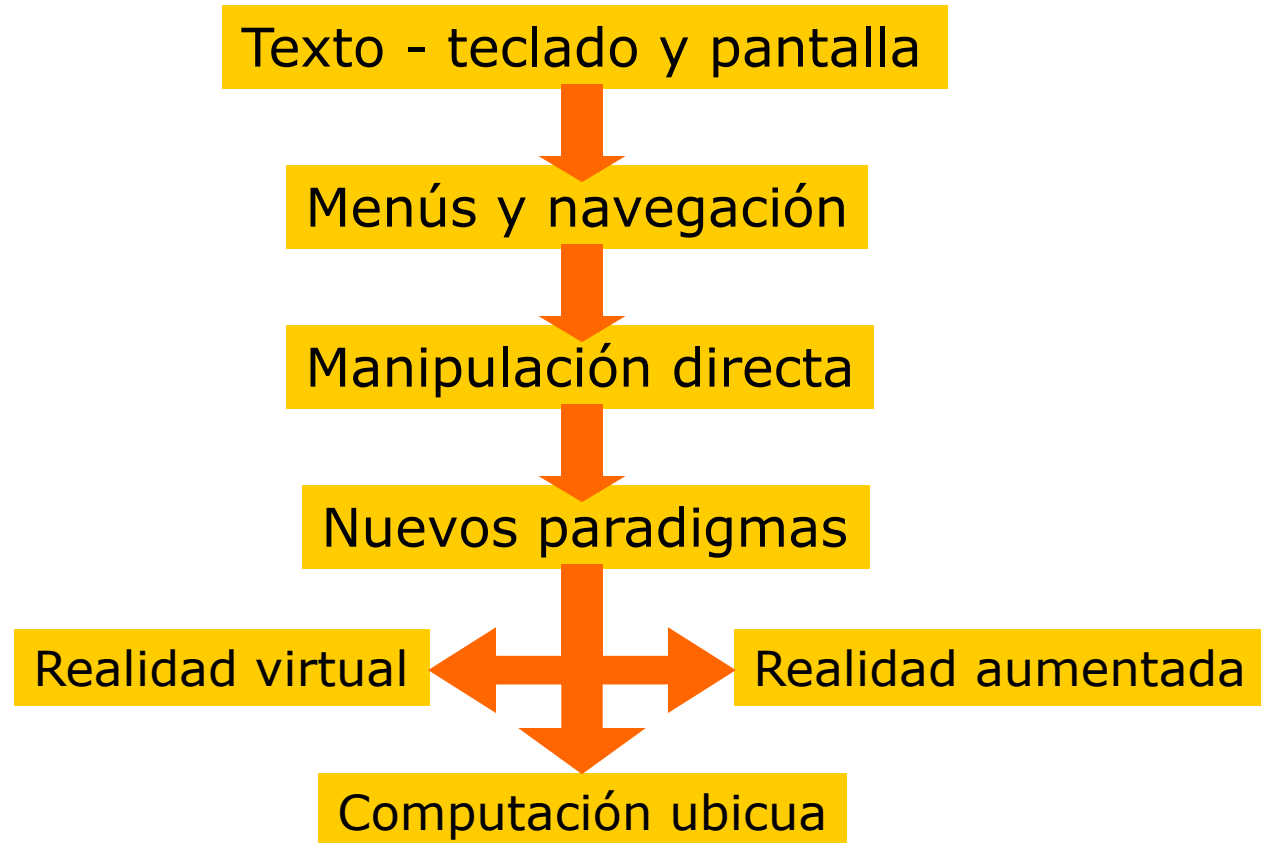 Texto - teclado y pantalla
Menús y navegación
Manipulación directa
Nuevos paradigmas
Realidad virtual
Realidad aumentada
Computación ubicua